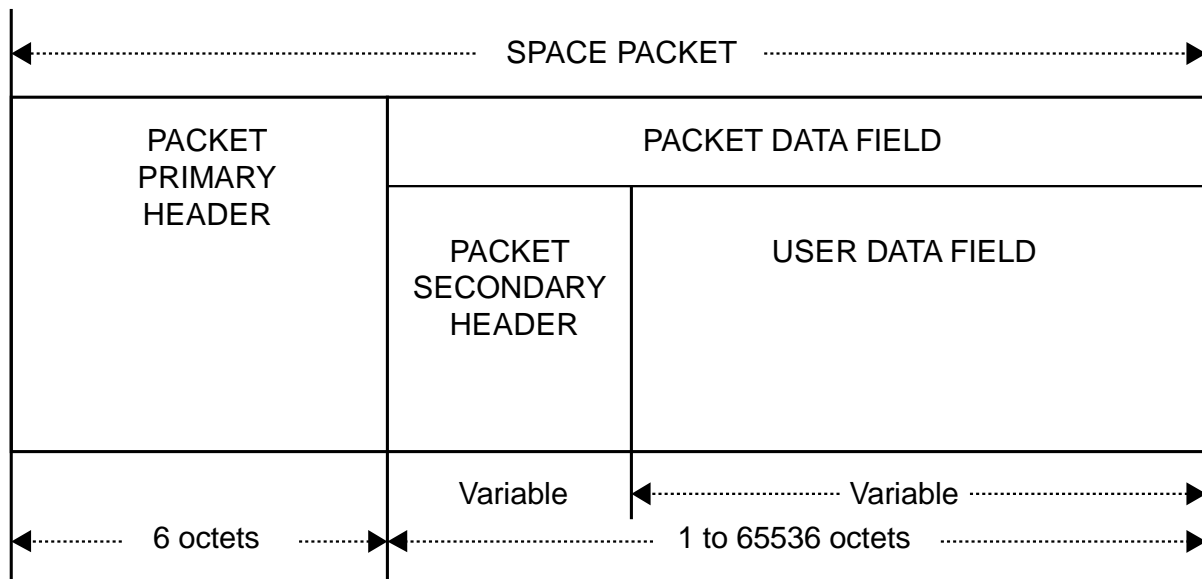 SPACE PACKET
PACKET
PRIMARY
HEADER
PACKET DATA FIELD
PACKET
SECONDARY
HEADER
USER DATA FIELD
Variable
Variable
6 octets
1 to 65536 octets